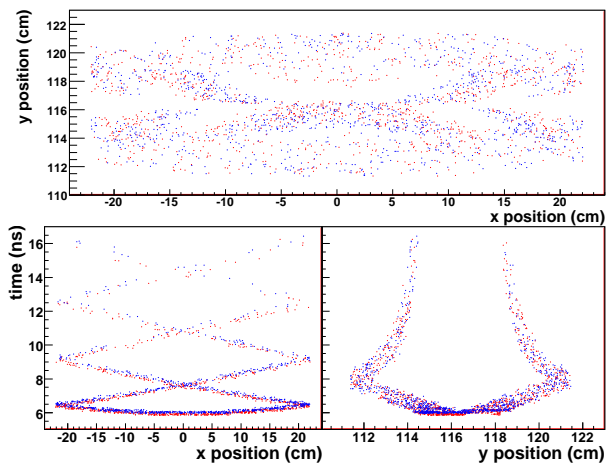 y position (cm)
122
120
118
116
114
112
110
-20 -15 -10 -5 0 5 10 15 20
x position (cm)
time (ns)
16
14
12
10
8
6
-20 -15 -10 -5 0 5 10 15 20
x position (cm)
112 114 116 118 120 122
y position (cm)